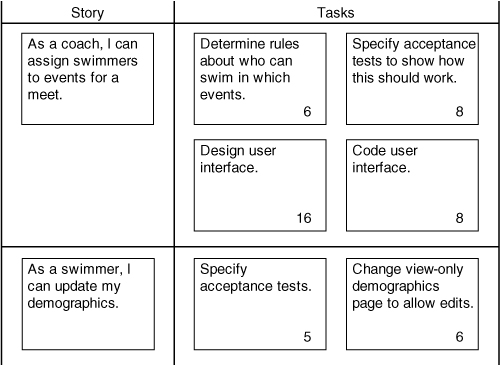 Story
Tasks
As a coach, I can
assign swimmers
to events for a
meet.
Determine rules
about who can
swim in which
events.
6
Specify acceptance
tests to show how
this should work.
8
Design user
interface.
16
Code user
interface.
8
As a swimmer, I
can update my
demographics.
Specify
acceptance tests.
5
Change view-only
demographics
page to allow edits.
6